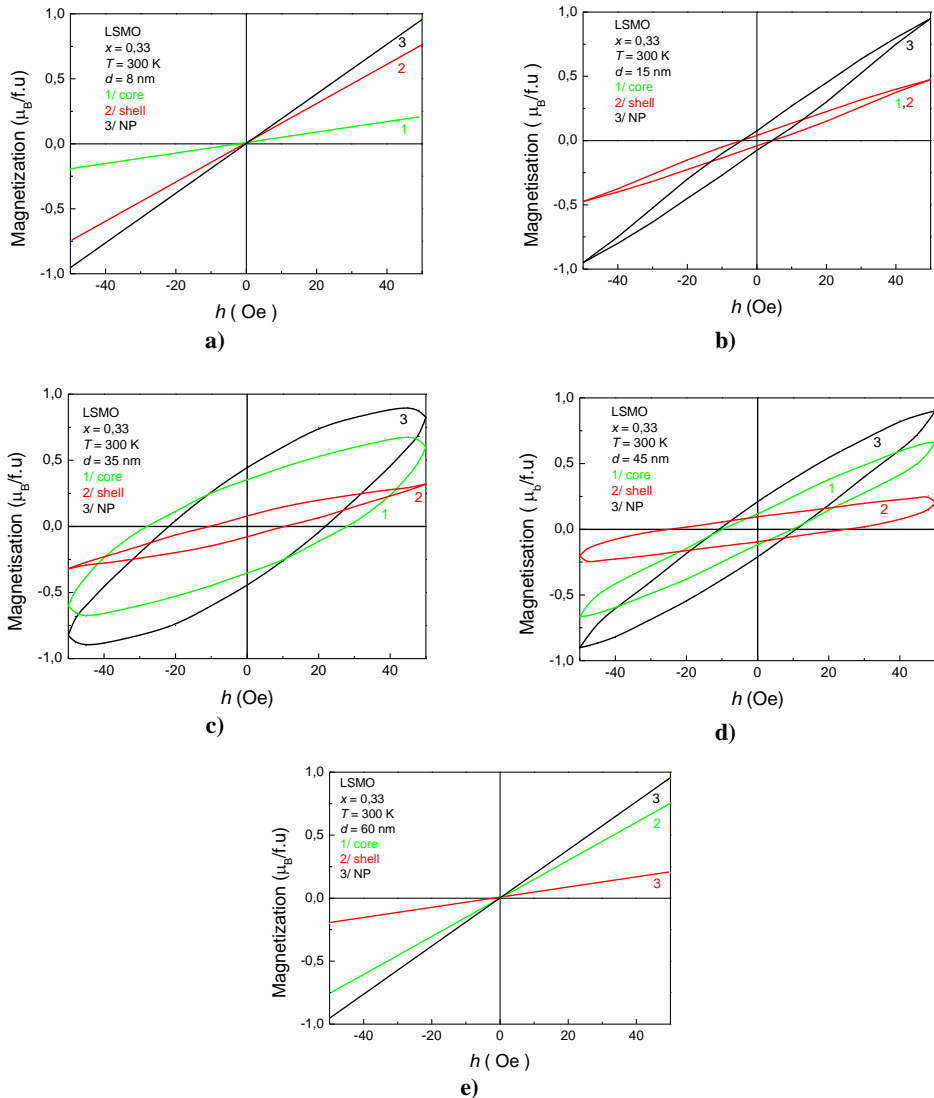 LSMO
x = 0,33
T = 300 K
d = 8 nm
1/ core
2/ shell
3/ NP
3
2
1
1,0
0,5
0,0
-0,5
-1,0
Magnetization (μB/f.u)
-40 -20 0 20 40
h ( Oe )
a)
LSMO
x = 0,33
T = 300 K
d = 15 nm
1/ core
2/ shell
3/ NP
3
1,2
1,0
0,5
0,0
-0,5
-1,0
Magnetisation ( μB/f.u)
-40 -20 0 20 40
h (Oe)
b)
LSMO
x = 0,33
T = 300 K
d = 35 nm
1/ core
2/ shell
3/ NP
3
2
1
1,0
0,5
0,0
-0,5
-1,0
Magnetisation (μB/f.u)
-40 -20 0 20 40
h (Oe)
c)
LSMO
x = 0,33
T = 300 K
d = 45 nm
1/ core
2/ shell
3/ NP
3
1
2
1,0
0,5
0,0
-0,5
-1,0
Magnetisation ( μb/f.u)
-40 -20 0 20 40
h (Oe)
d)
LSMO
x = 0,33
T = 300 K
d = 60 nm
1/ core
2/ shell
3/ NP
3
2
3
1,0
0,5
0,0
-0,5
-1,0
Magnetization (μB/f.u)
-40 -20 0 20 40
h ( Oe )
e)